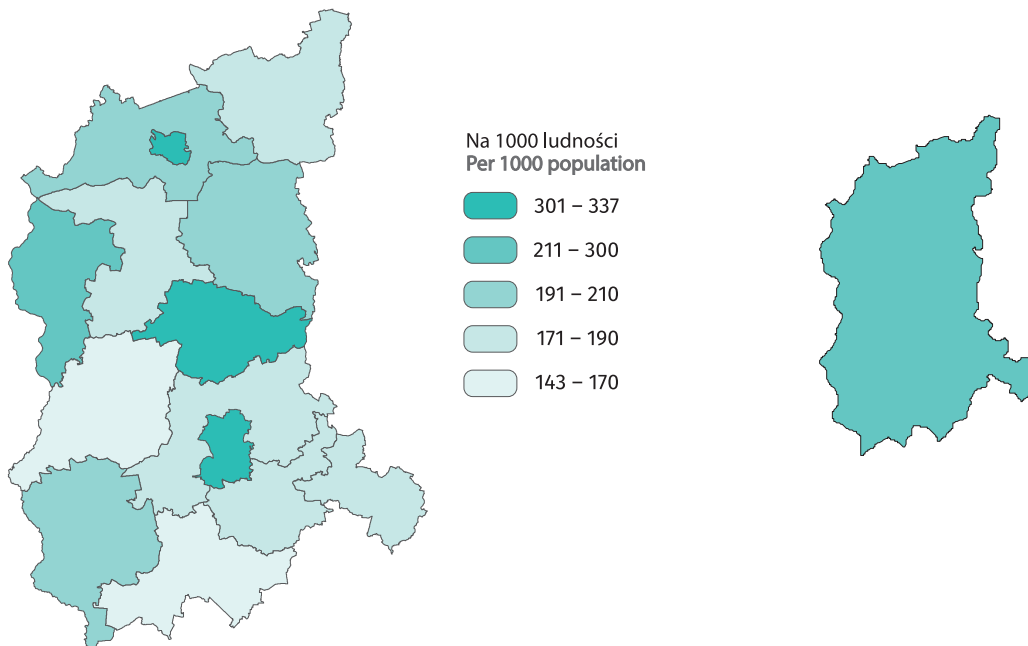 Na 1000 ludności
Per 1000 population
301 – 337
211 – 300
191 – 210
171 – 190
143 – 170